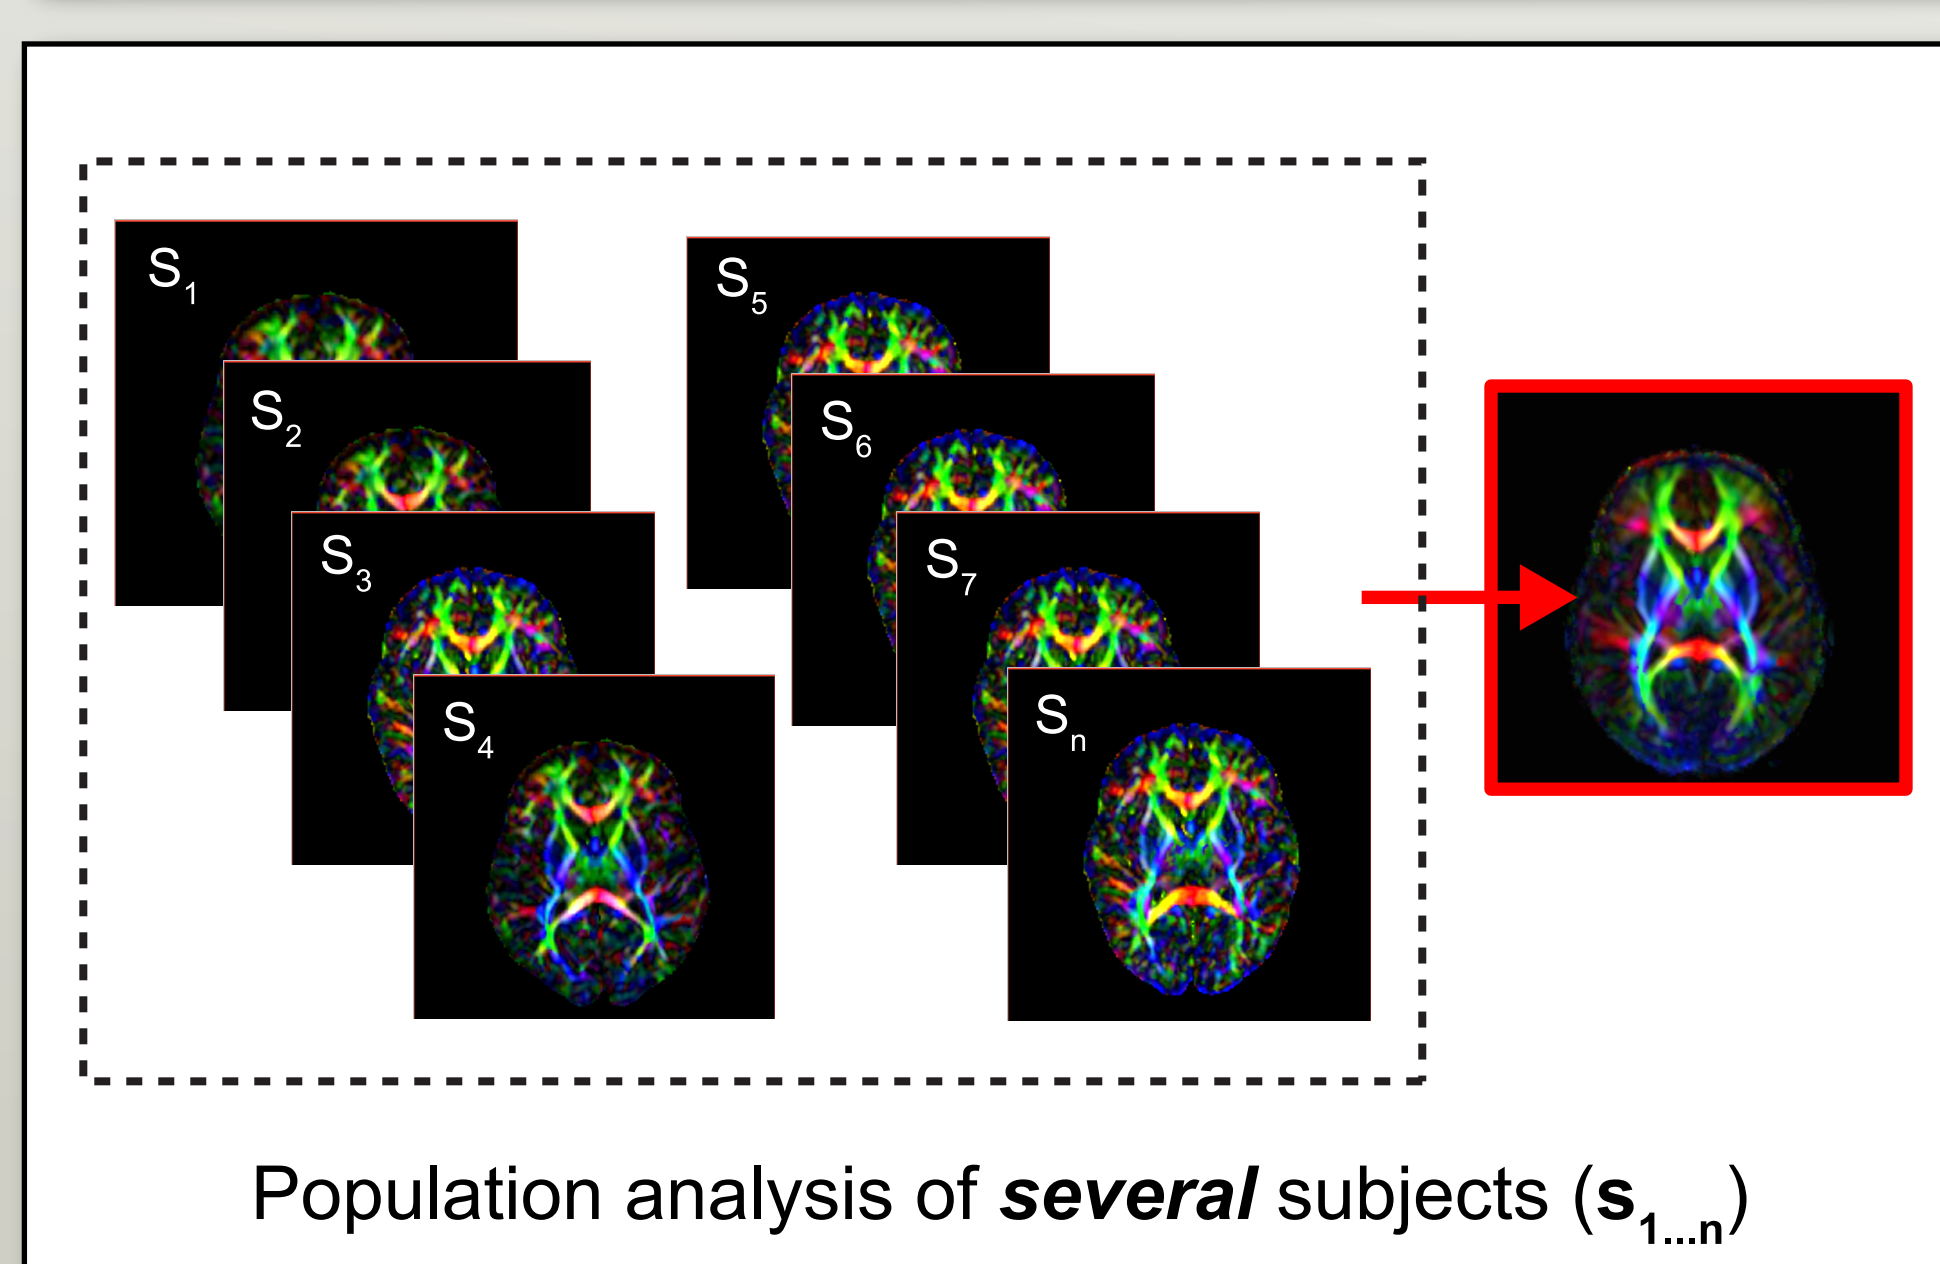 S1
S2
S3
S4
S5
S6
S7
Sn
Population analysis of several subjects (s1...n)